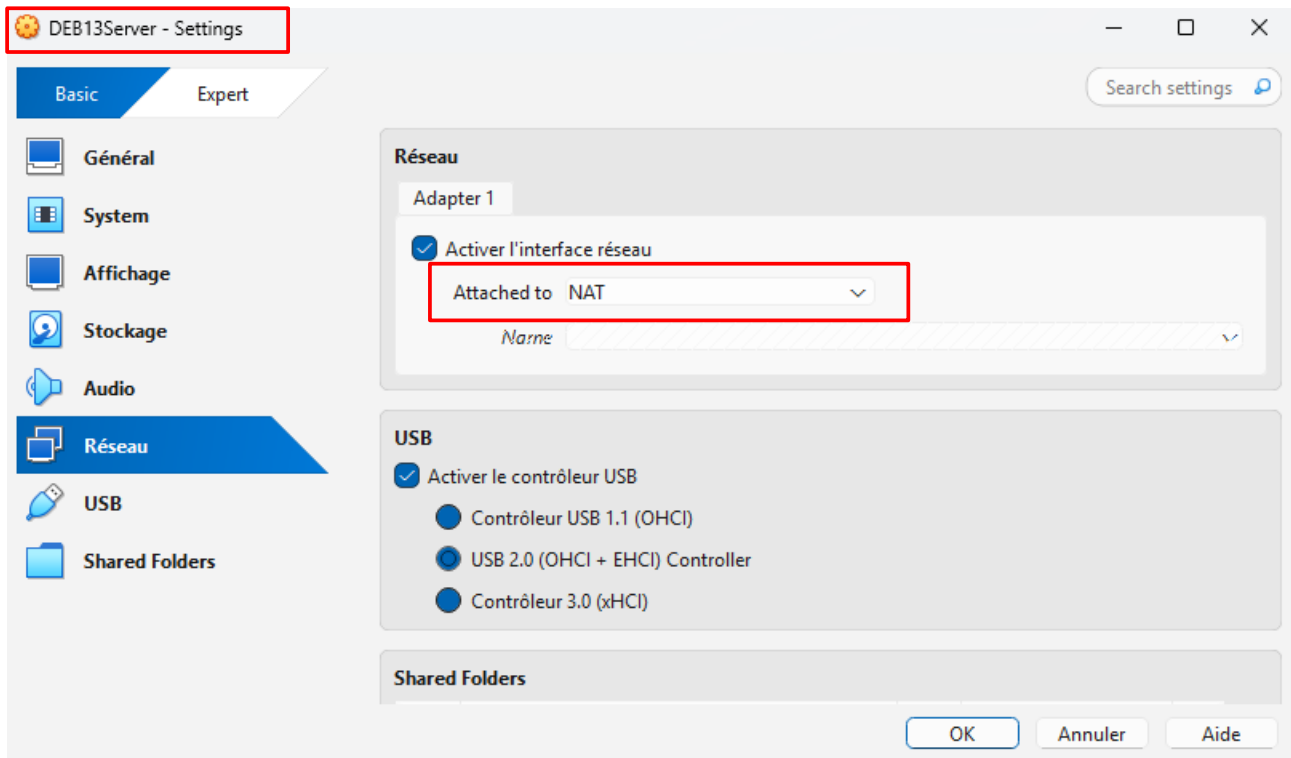 DEB13Server - Settings
Basic
Expert
Search settings
Général
System
Affichage
Stockage
Audio
Réseau
USB
Shared Folders
Réseau
Adapter 1
Activer l'interface réseau
Attached to NAT
Name
USB
Activer le contrôleur USB
Contrôleur USB 1.1 (OHCI)
USB 2.0 (OHCI + EHCI) Controller
Contrôleur 3.0 (xHCI)
Shared Folders
OK
Annuler
Aide